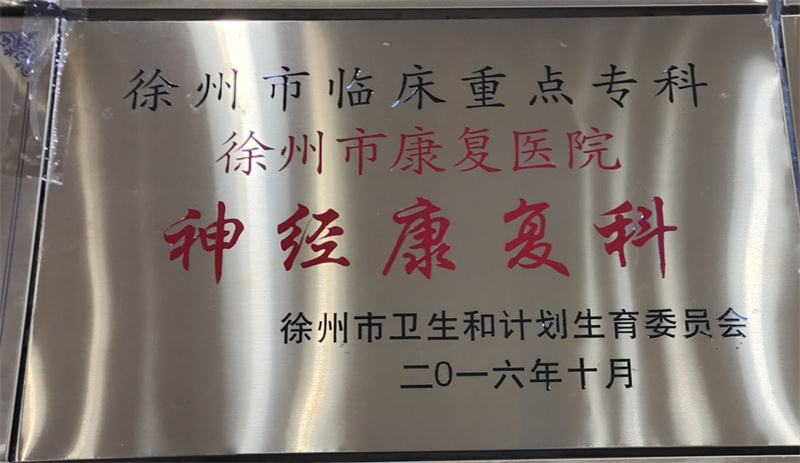 徐州市临床重点专科
徐州市康复医院
神经康复科
徐州市卫生和计划生育委员会
二0一六年十月